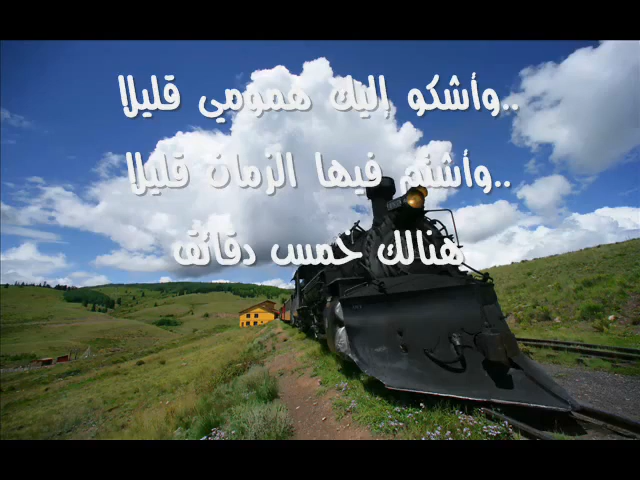 وأشكو إليك همومي قليلا..
وأشتم فيها الزمان قليلا..
هنالك خمس دقائق